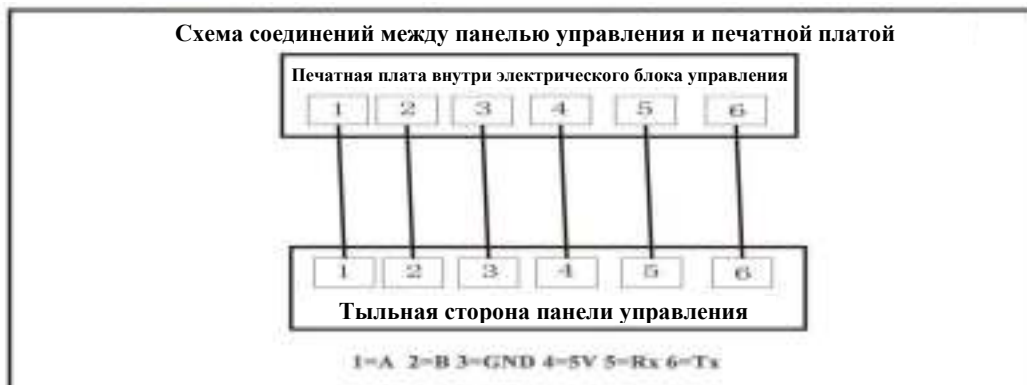 Схема соединений между панелью управления и печатной платой
Печатная плата внутри электрического блока управления
1 2 3 4 5 6
1 2 3 4 5 6
Тыльная сторона панели управления
1=A 2=B 3=GND 4=5V 5=Rx 6=Tx